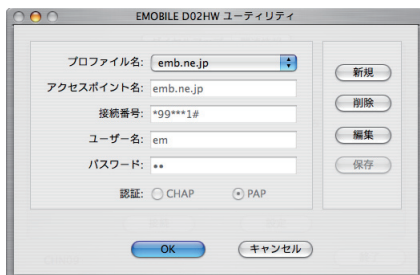 EMOBILE D02HW ユーティリティ
プロファイル名: emb.ne.jp
アクセスポイント名: emb.ne.jp
接続番号: *99***1#
ユーザー名: em
パスワード: ••
認証: CHAP PAP
新規
削除
編集
保存
OK キャンセル